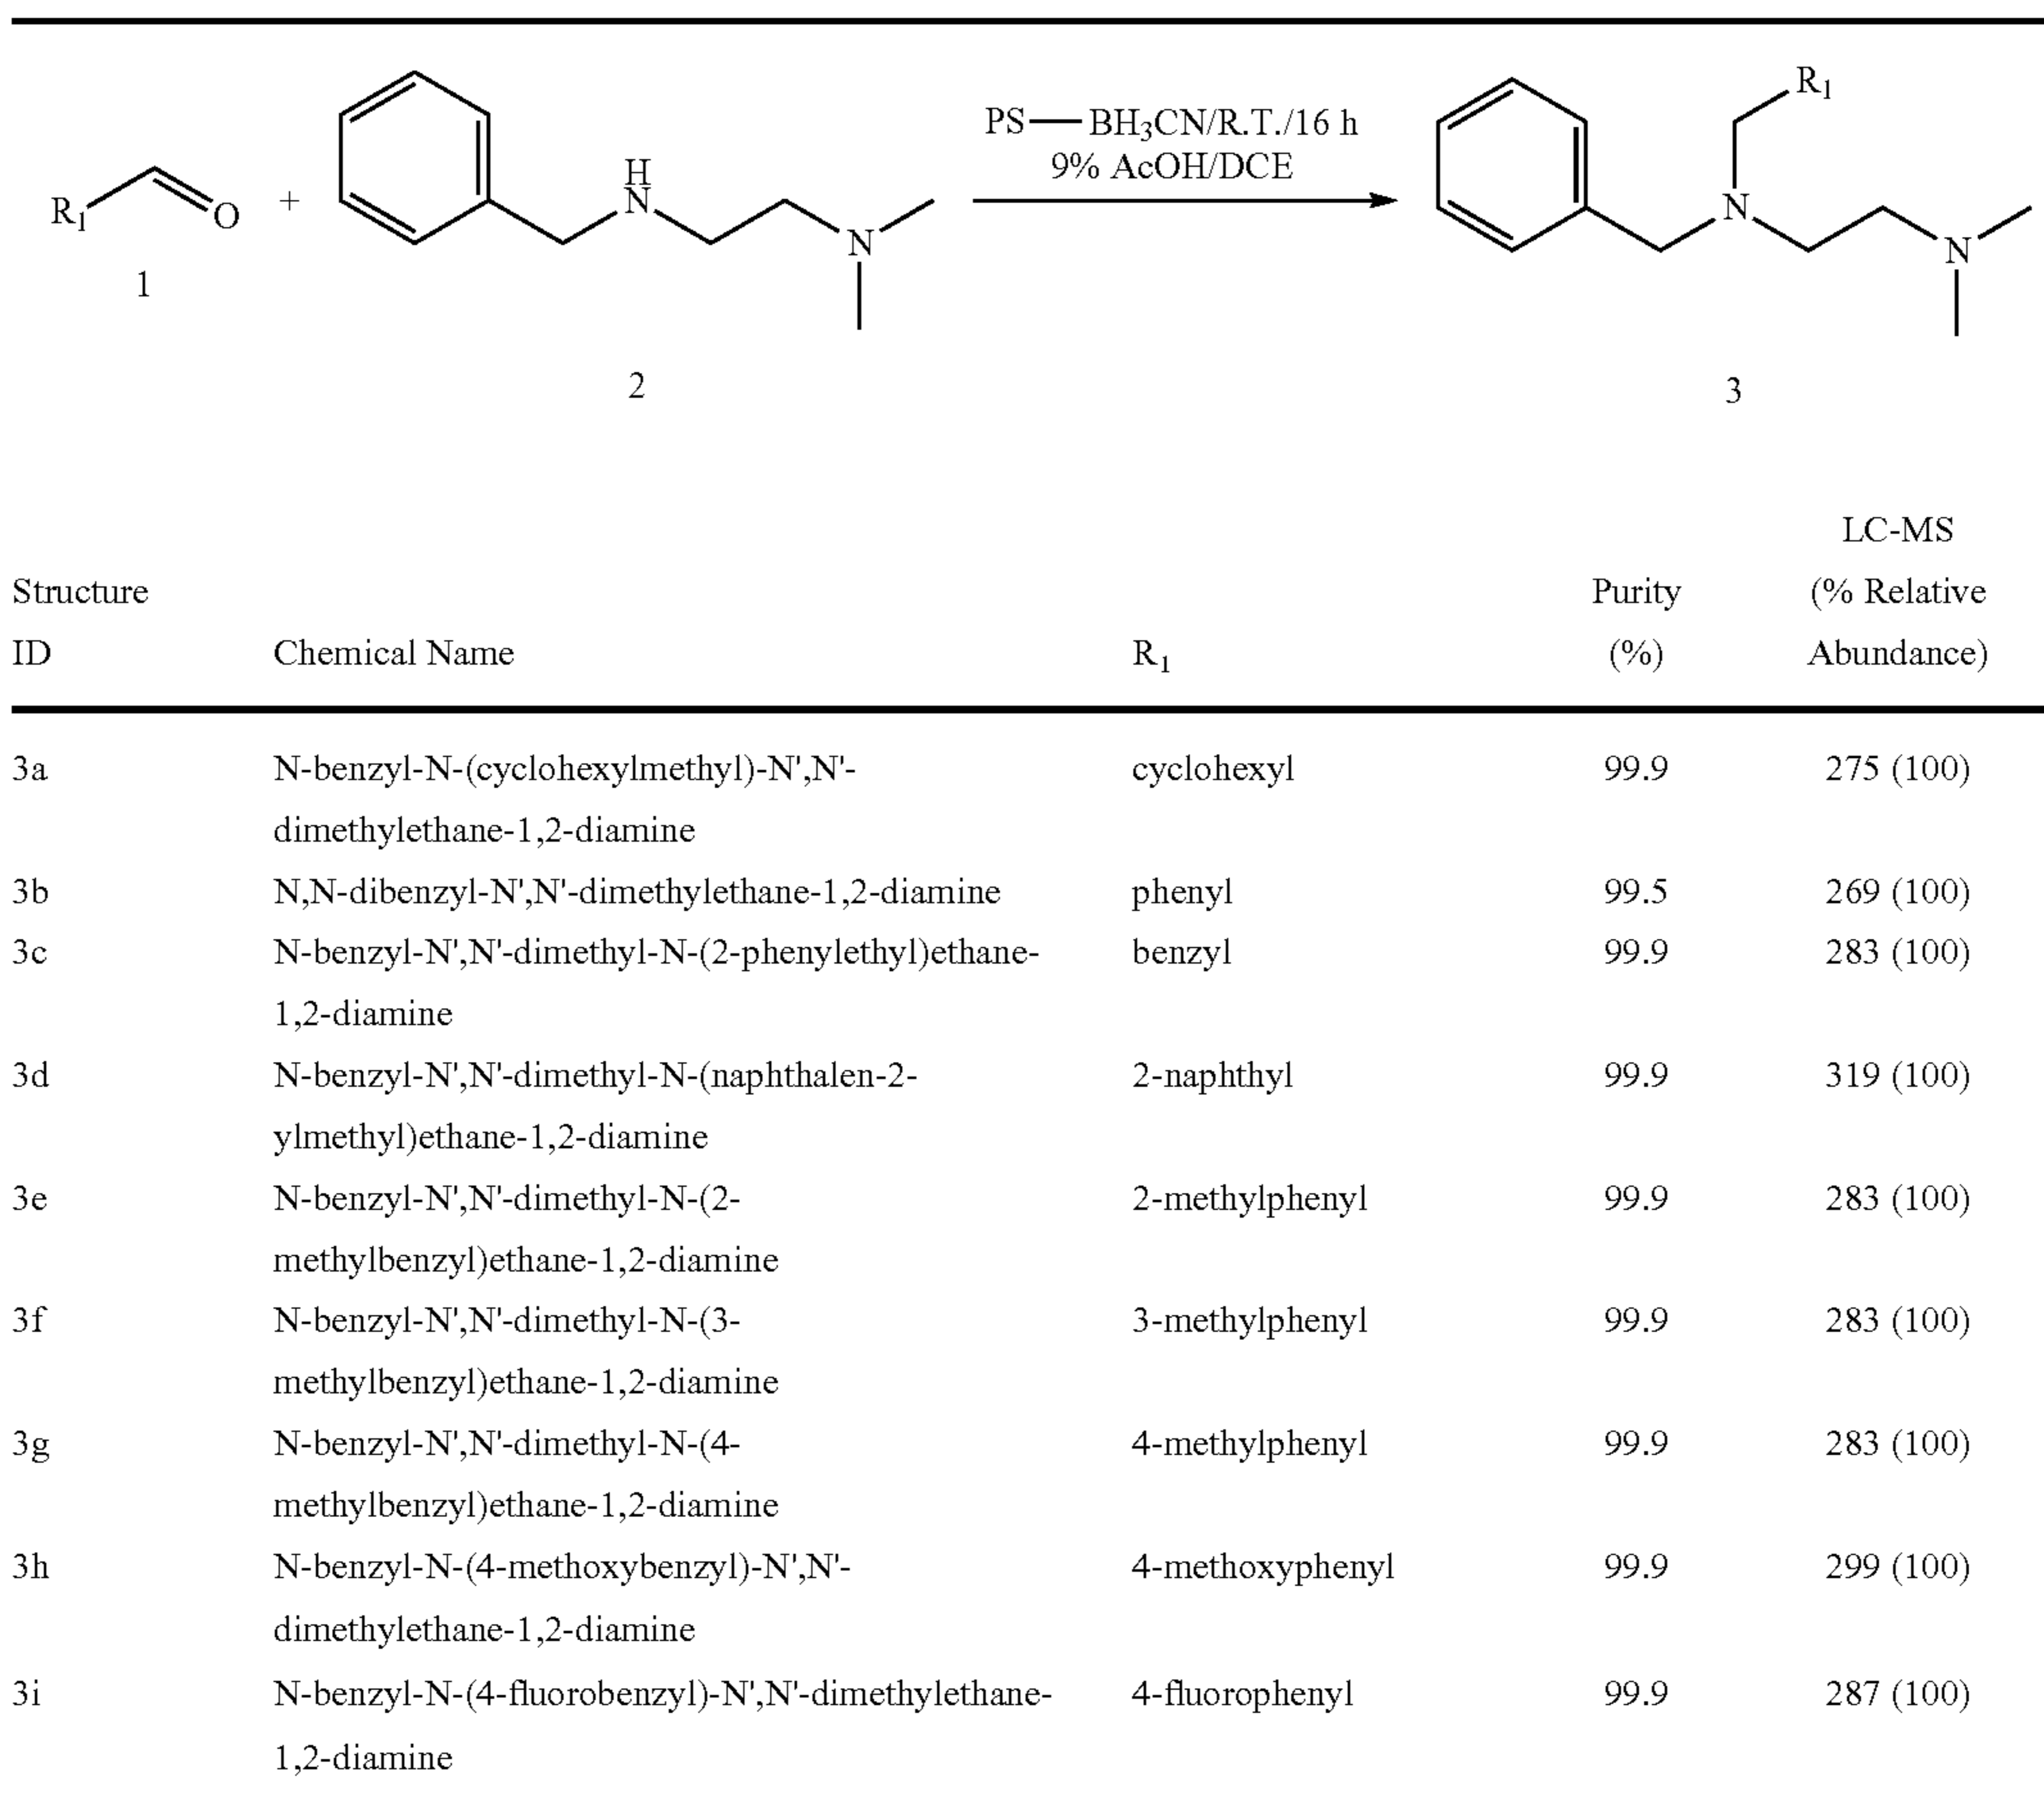 PS—BH3CN/R.T./16 h
9% AcOH/DCE
R1
O
+
H
N
N
R1
N
N
1
2
3
LC-MS
Structure Purity (% Relative
ID Chemical Name R1 (%) Abundance)
3a N-benzyl-N-(cyclohexylmethyl)-N',N'- cyclohexyl 99.9 275 (100)
dimethylethane-1,2-diamine
3b N,N-dibenzyl-N',N'-dimethylethane-1,2-diamine phenyl 99.5 269 (100)
3c N-benzyl-N',N'-dimethyl-N-(2-phenylethyl)ethane- benzyl 99.9 283 (100)
1,2-diamine
3d N-benzyl-N',N'-dimethyl-N-(naphthalen-2- 2-naphthyl 99.9 319 (100)
ylmethyl)ethane-1,2-diamine
3e N-benzyl-N',N'-dimethyl-N-(2- 2-methylphenyl 99.9 283 (100)
methylbenzyl)ethane-1,2-diamine
3f N-benzyl-N',N'-dimethyl-N-(3- 3-methylphenyl 99.9 283 (100)
methylbenzyl)ethane-1,2-diamine
3g N-benzyl-N',N'-dimethyl-N-(4- 4-methylphenyl 99.9 283 (100)
methylbenzyl)ethane-1,2-diamine
3h N-benzyl-N-(4-methoxybenzyl)-N',N'- 4-methoxyphenyl 99.9 299 (100)
dimethylethane-1,2-diamine
3i N-benzyl-N-(4-fluorobenzyl)-N',N'-dimethylethane- 4-fluorophenyl 99.9 287 (100)
1,2-diamine